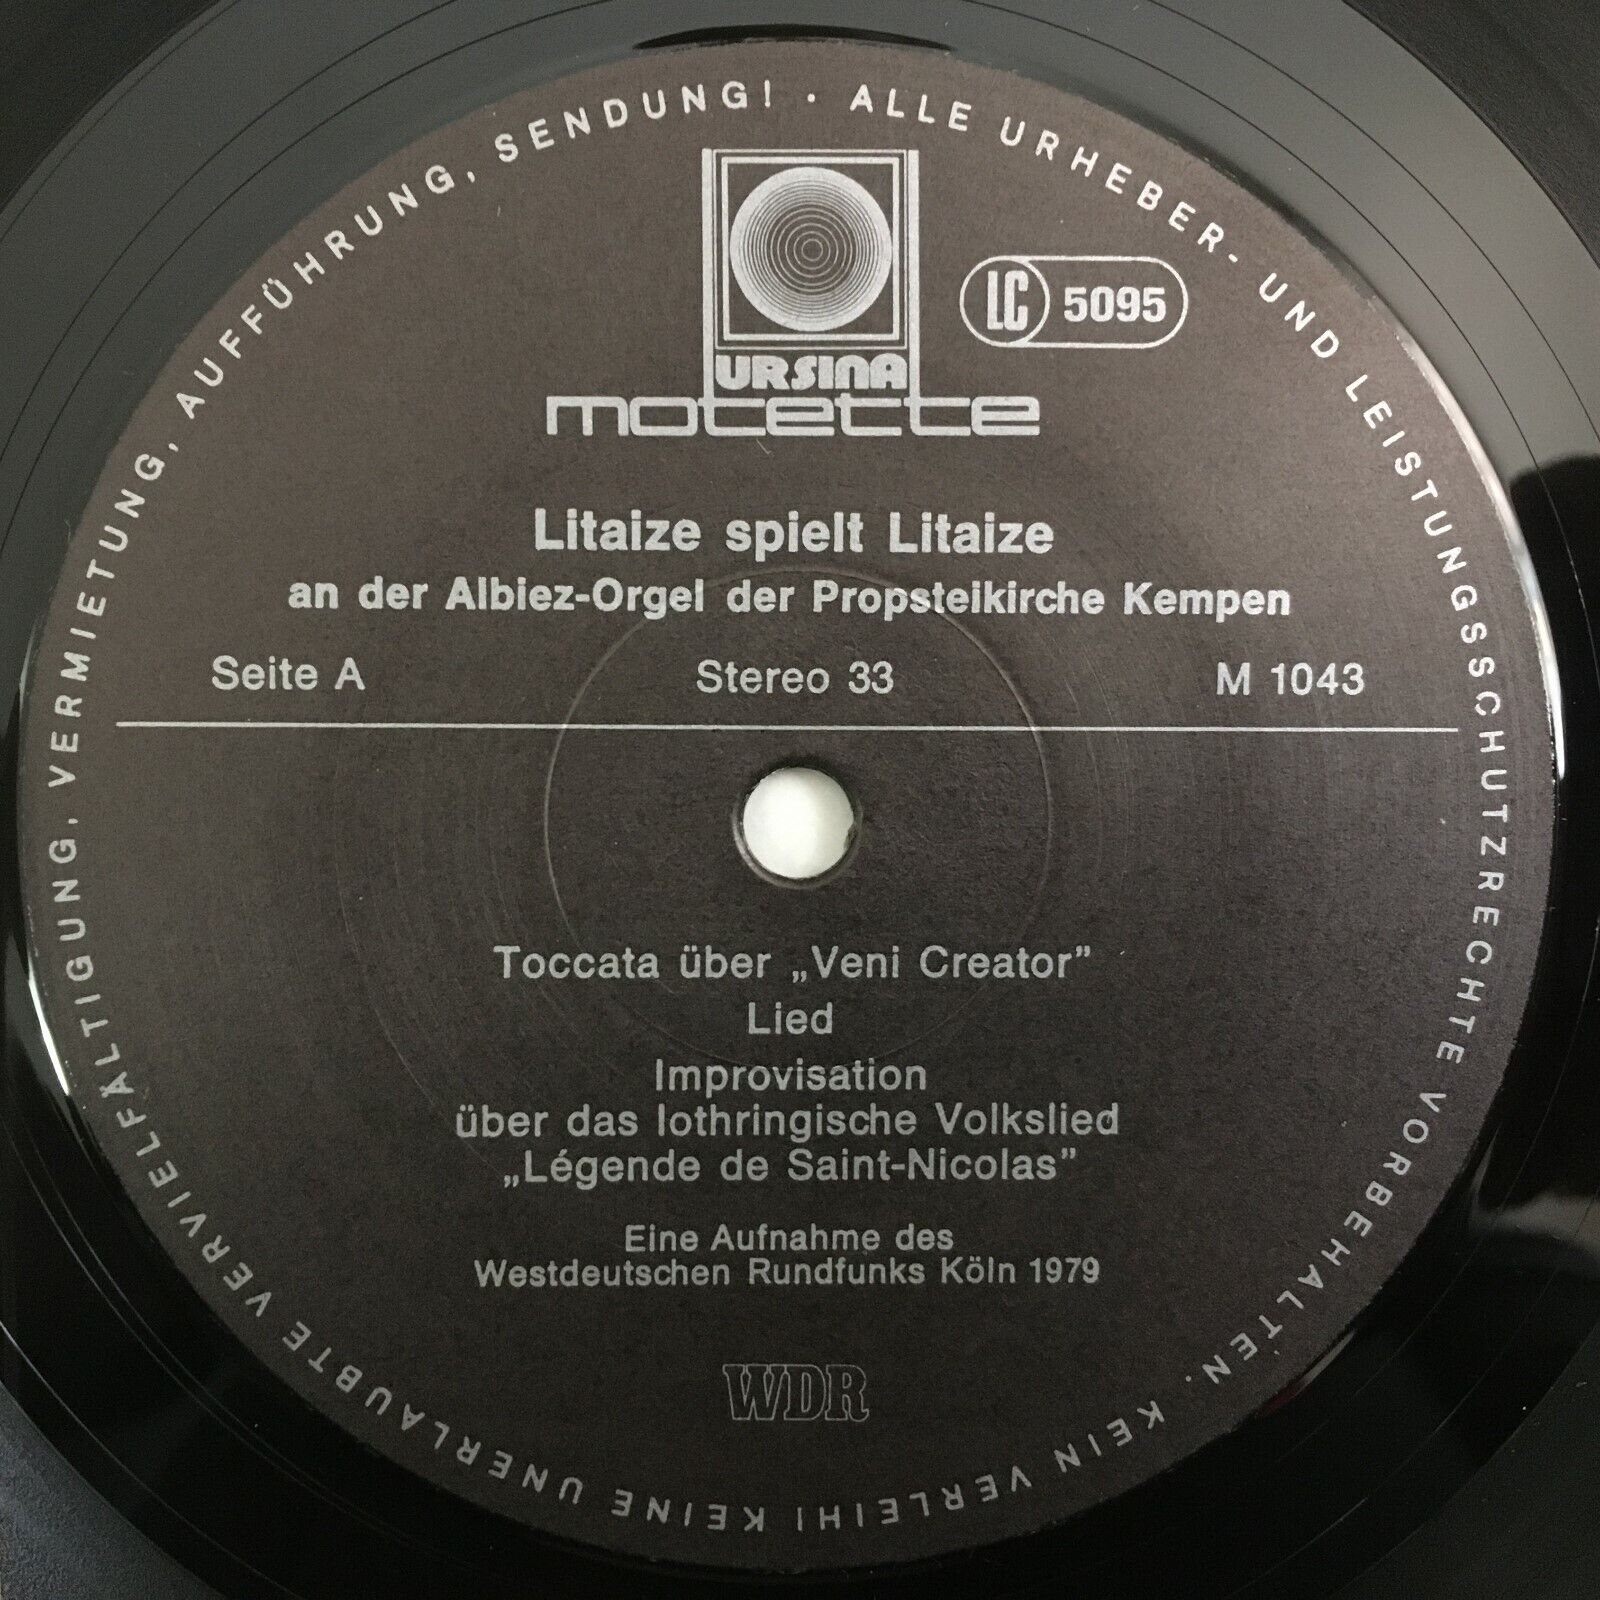 ALLE URHEBER- UND LEISTUNGSSCHUTZRECHTE VORBEHALTEN. KEIN VERLEIH! KEINE UNERLAUBTE VERVIELFÄLTIGUNG, VERMIETUNG, AUFFÜHRUNG, SENDUNG! ·
URSINA
motette
LC 5095
Litaize spielt Litaize
an der Albiez-Orgel der Propsteikirche Kempen
Seite A Stereo 33 M 1043
Toccata über „Veni Creator”
Lied
Improvisation
über das lothringische Volkslied
„Légende de Saint-Nicolas”
Eine Aufnahme des
Westdeutschen Rundfunks Köln 1979
WDR